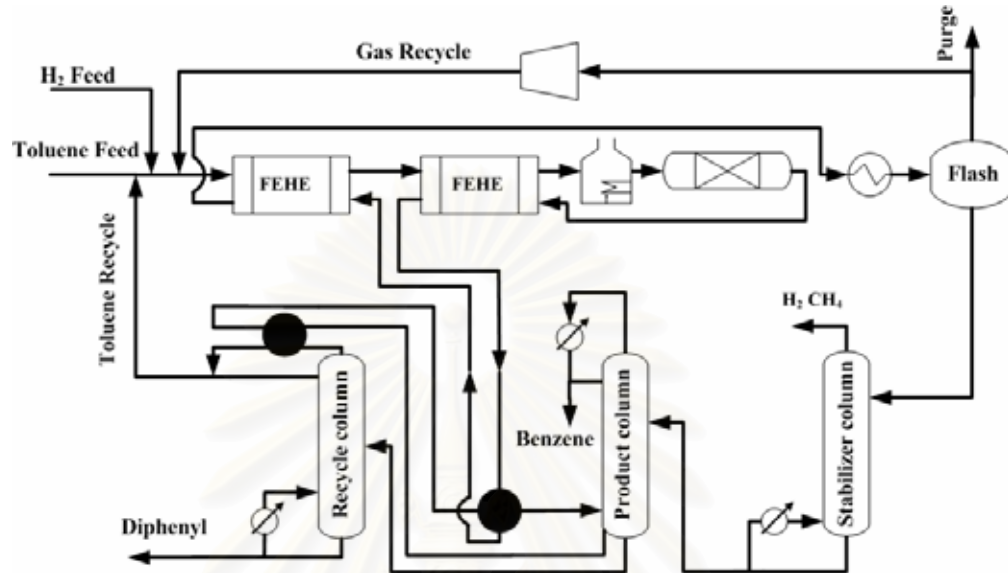 Gas Recycle
Purge
H₂ Feed
Toluene Feed
FEHE
FEHE
Flash
Toluene Recycle
H₂ CH₄
Recycle column
Product column
Stabilizer column
Benzene
Diphenyl